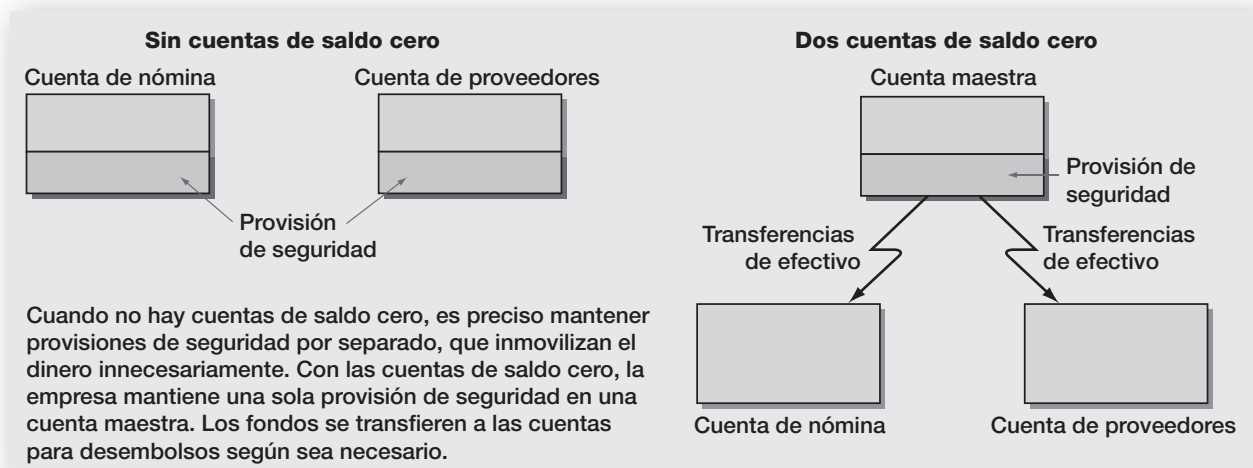 Sin cuentas de saldo cero
Cuenta de nómina
Cuenta de proveedores
Provisión
de seguridad
Cuando no hay cuentas de saldo cero, es preciso mantener
provisiones de seguridad por separado, que inmovilizan el
dinero innecesariamente. Con las cuentas de saldo cero, la
empresa mantiene una sola provisión de seguridad en una
cuenta maestra. Los fondos se transfieren a las cuentas
para desembolsos según sea necesario.
Dos cuentas de saldo cero
Cuenta maestra
Provisión de
seguridad
Transferencias
de efectivo
Transferencias
de efectivo
Cuenta de nómina
Cuenta de proveedores